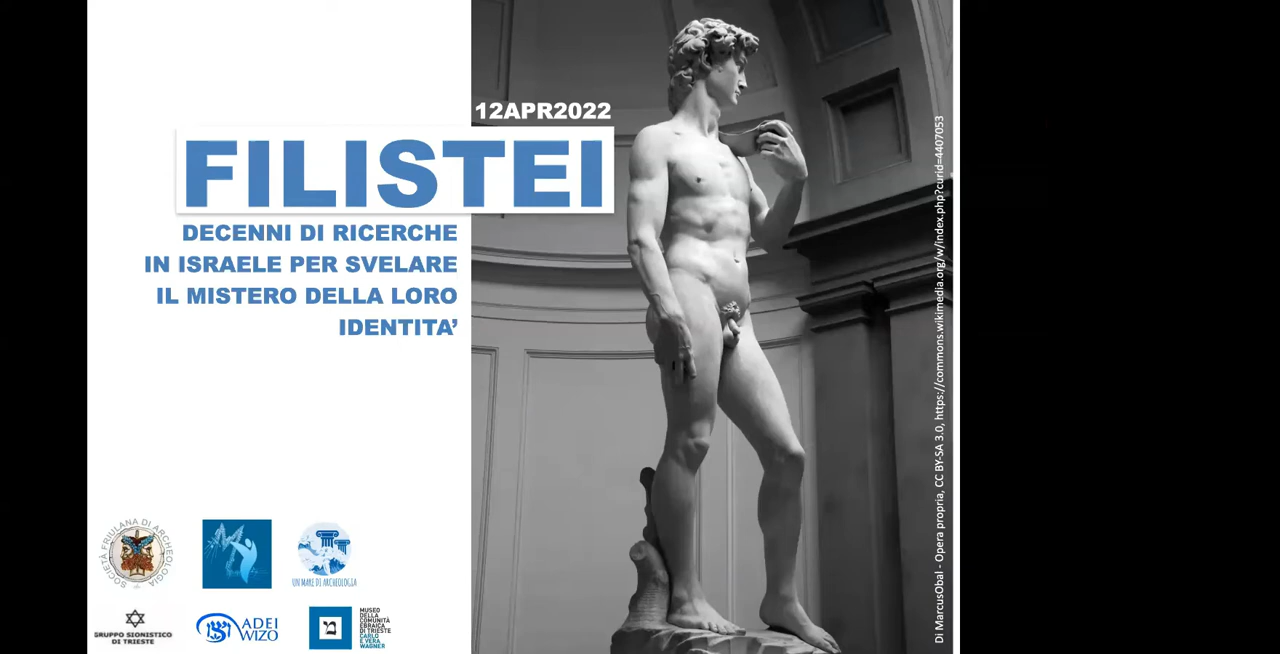 12APR2022
FILISTEI
DECENNI DI RICERCHE
IN ISRAELE PER SVELARE
IL MISTERO DELLA LORO
IDENTITA’
SOCIETÀ FRIULANA DI ARCHEOLOGIA
UN MARE DI ARCHEOLOGIA
GRUPPO SIONISTICO
DI TRIESTE
ADEI
WIZO
מ
MUSEO
DELLA
COMUNITÀ
EBRAICA
DI TRIESTE
CARLO
E VERA
WAGNER
Di MarcusObal - Opera propria, CC BY-SA 3.0, https://commons.wikimedia.org/w/index.php?curid=4407053